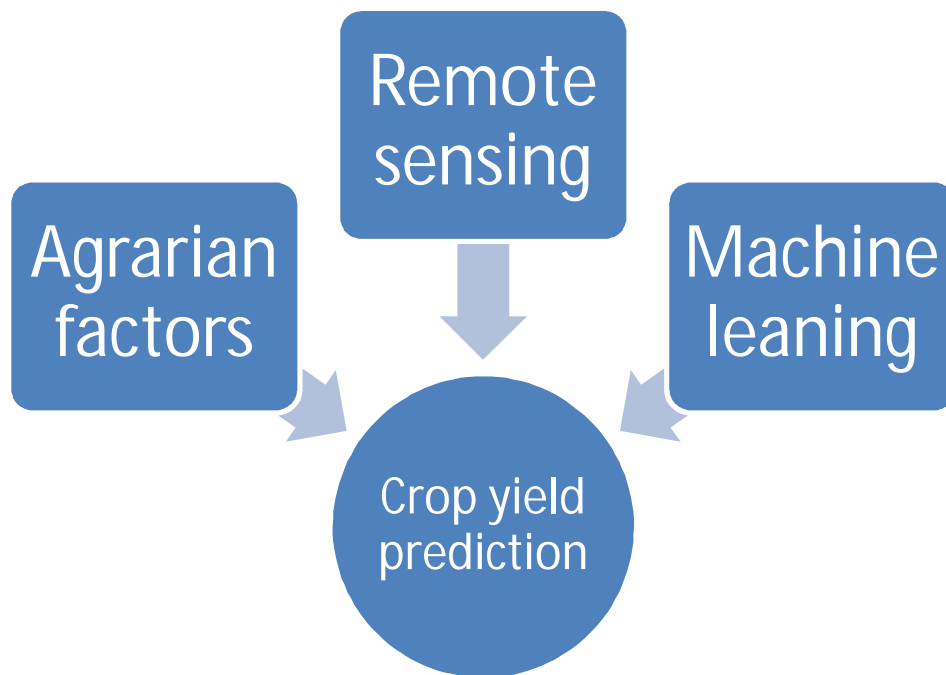 Remote
sensing
Agrarian
factors
Machine
leaning
Crop yield
prediction